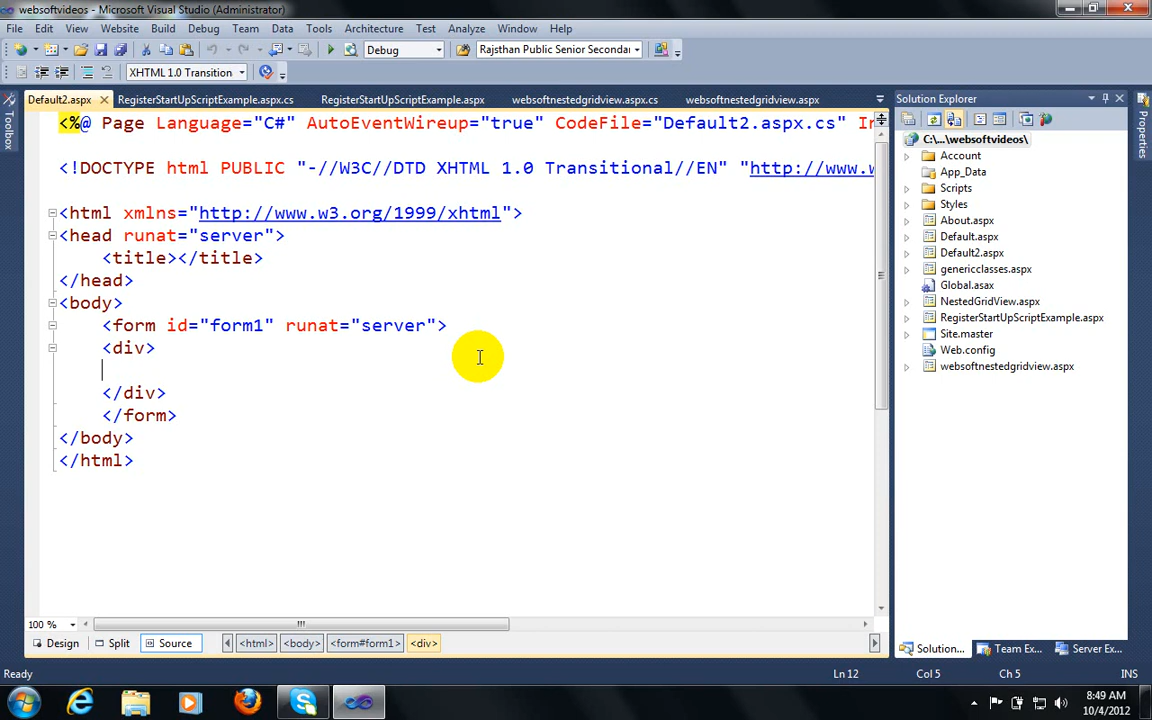 websoftvideos - Microsoft Visual Studio (Administrator)
File Edit View Website Build Debug Team Data Tools Architecture Test Analyze Window Help
Debug Rajsthan Public Senior Secondar
XHTML 1.0 Transition
Default2.aspx RegisterStartUpScriptExample.aspx.cs RegisterStartUpScriptExample.aspx websoftnestedgridview.aspx.cs websoftnestedgridview.aspx
Toolbox
<%@ Page Language="C#" AutoEventWireup="true" CodeFile="Default2.aspx.cs" In
<!DOCTYPE html PUBLIC "-//W3C//DTD XHTML 1.0 Transitional//EN" "http://www.w
<html xmlns="http://www.w3.org/1999/xhtml">
<head runat="server">
<title></title>
</head>
<body>
<form id="form1" runat="server">
<div>
</div>
</form>
</body>
</html>
100 %
Design Split Source <html> <body> <form#form1> <div>
Solution Explorer
C:\...\websoftvideos\
Account
App_Data
Scripts
Styles
About.aspx
Default.aspx
Default2.aspx
genericclasses.aspx
Global.asax
NestedGridView.aspx
RegisterStartUpScriptExample.aspx
Site.master
Web.config
websoftnestedgridview.aspx
Solution... Team Ex... Server Ex...
Properties
Ready Ln 12 Col 5 Ch 5 INS
8:49 AM
10/4/2012